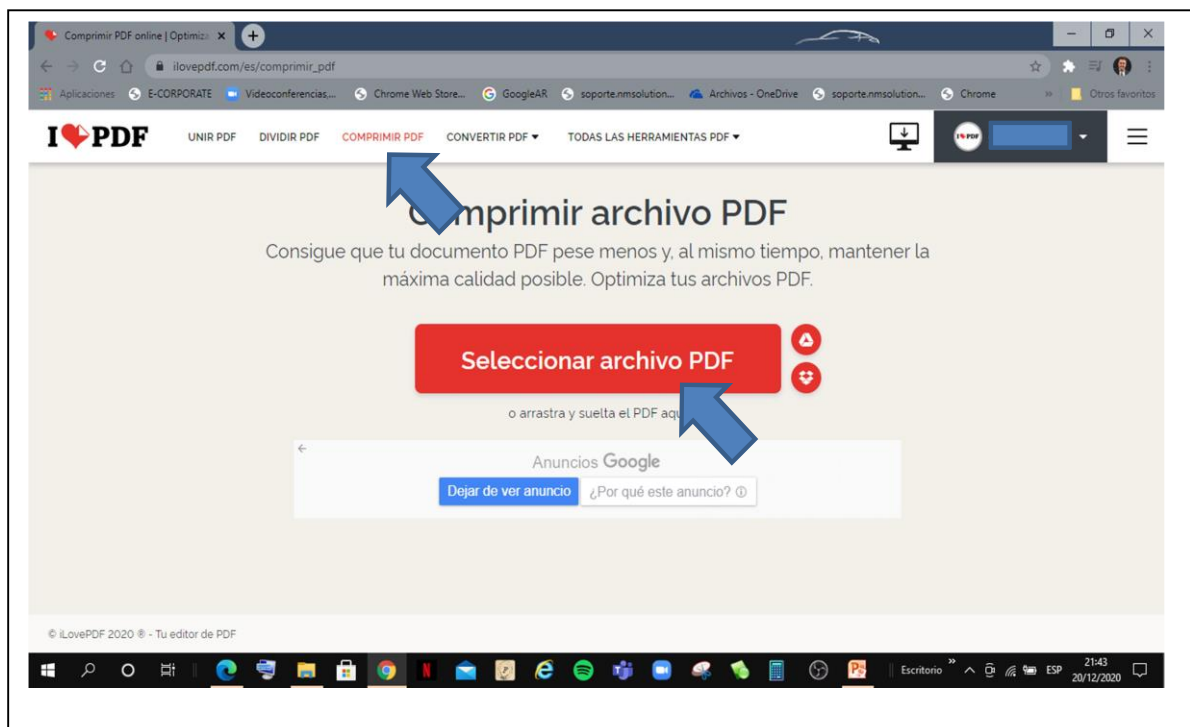 Comprimir PDF online | Optimiza
ilovepdf.com/es/comprimir_pdf
Aplicaciones E-CORPORATE Videoconferencias,... Chrome Web Store... GoogleAR soporte.nmsolution... Archivos - OneDrive soporte.nmsolution... Chrome » Otros favoritos
I PDF UNIR PDF DIVIDIR PDF COMPRIMIR PDF CONVERTIR PDF TODAS LAS HERRAMIENTAS PDF
Comprimir archivo PDF
Consigue que tu documento PDF pese menos y, al mismo tiempo, mantener la
máxima calidad posible. Optimiza tus archivos PDF.
Seleccionar archivo PDF
o arrastra y suelta el PDF aquí
Anuncios Google
Dejar de ver anuncio ¿Por qué este anuncio?
© iLovePDF 2020 ® - Tu editor de PDF
Escritorio » ESP 21:43
20/12/2020